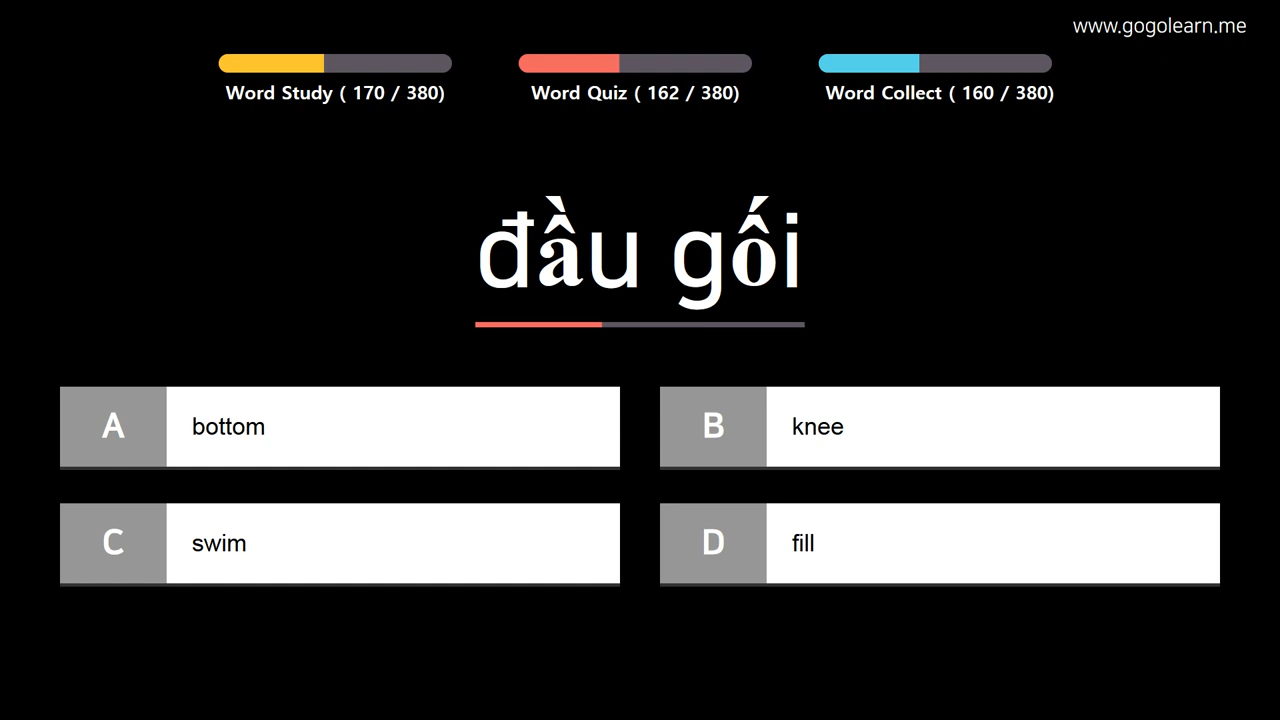 www.gogolearn.me
Word Study ( 170 / 380)
Word Quiz ( 162 / 380)
Word Collect ( 160 / 380)
đầu gối
A bottom
B knee
C swim
D fill